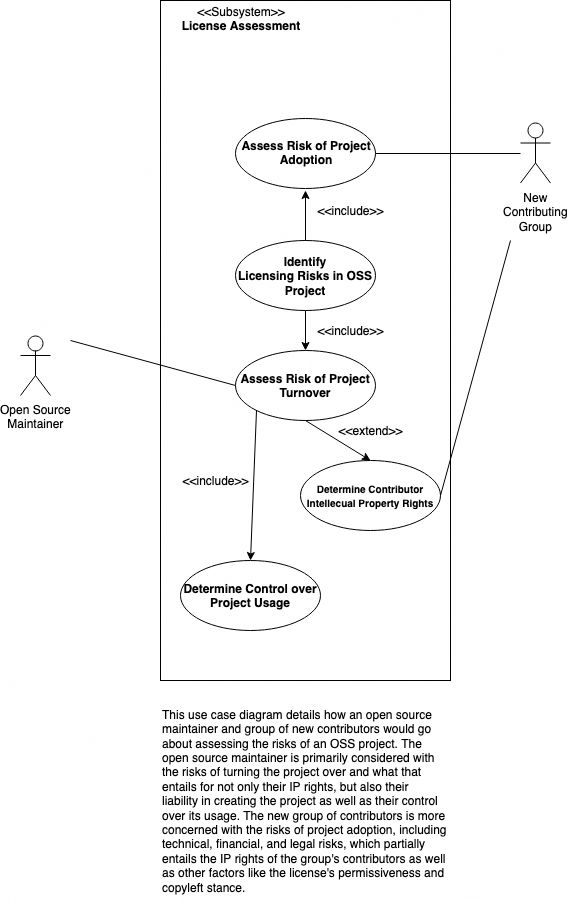 <<Subsystem>>
License Assessment
Assess Risk of Project
Adoption
New
Contributing
Group
<<include>>
Identify
Licensing Risks in OSS
Project
<<include>>
Assess Risk of Project
Turnover
Open Source
Maintainer
<<extend>>
<<include>>
Determine Contributor
Intellecual Property Rights
Determine Control over
Project Usage
This use case diagram details how an open source
maintainer and group of new contributors would go
about assessing the risks of an OSS project. The
open source maintainer is primarily considered with
the risks of turning the project over and what that
entails for not only their IP rights, but also their
liability in creating the project as well as their control
over its usage. The new group of contributors is more
concerned with the risks of project adoption, including
technical, financial, and legal risks, which partially
entails the IP rights of the group's contributors as well
as other factors like the license's permissiveness and
copyleft stance.